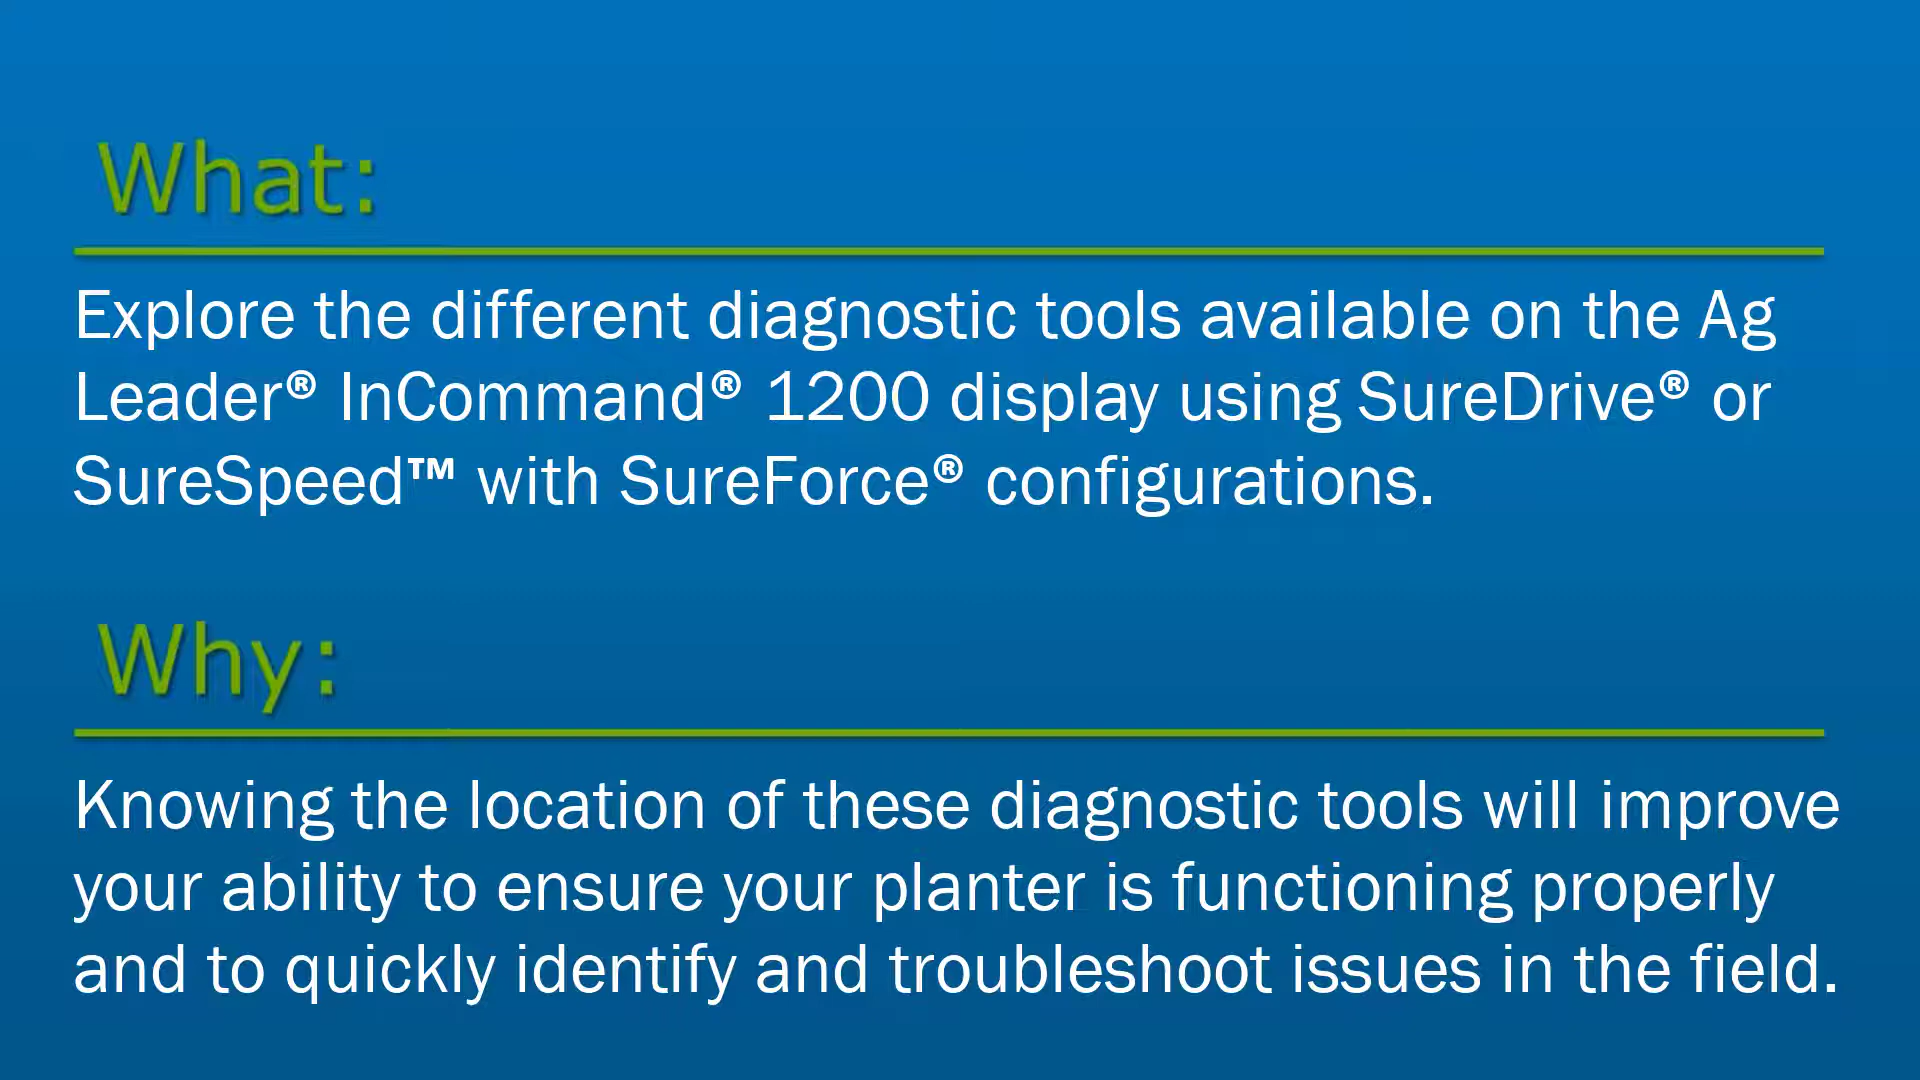 What:
Explore the different diagnostic tools available on the Ag
Leader® InCommand® 1200 display using SureDrive® or
SureSpeed™ with SureForce® configurations.
Why:
Knowing the location of these diagnostic tools will improve
your ability to ensure your planter is functioning properly
and to quickly identify and troubleshoot issues in the field.